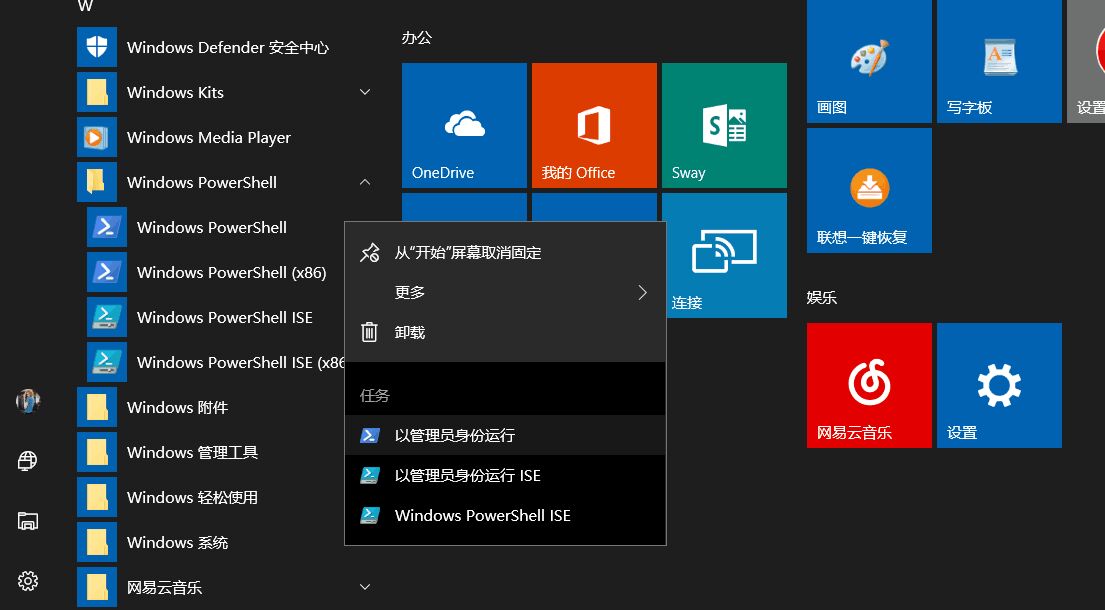 W
Windows Defender 安全中心
Windows Kits
Windows Media Player
Windows PowerShell
Windows PowerShell
Windows PowerShell (x86)
Windows PowerShell ISE
Windows PowerShell ISE (x86
Windows 附件
Windows 管理工具
Windows 轻松使用
Windows 系统
网易云音乐
办公
OneDrive
我的 Office
Sway
连接
从“开始”屏幕取消固定
更多
卸载
任务
以管理员身份运行
以管理员身份运行 ISE
Windows PowerShell ISE
画图
写字板
设置
联想一键恢复
娱乐
网易云音乐
设置